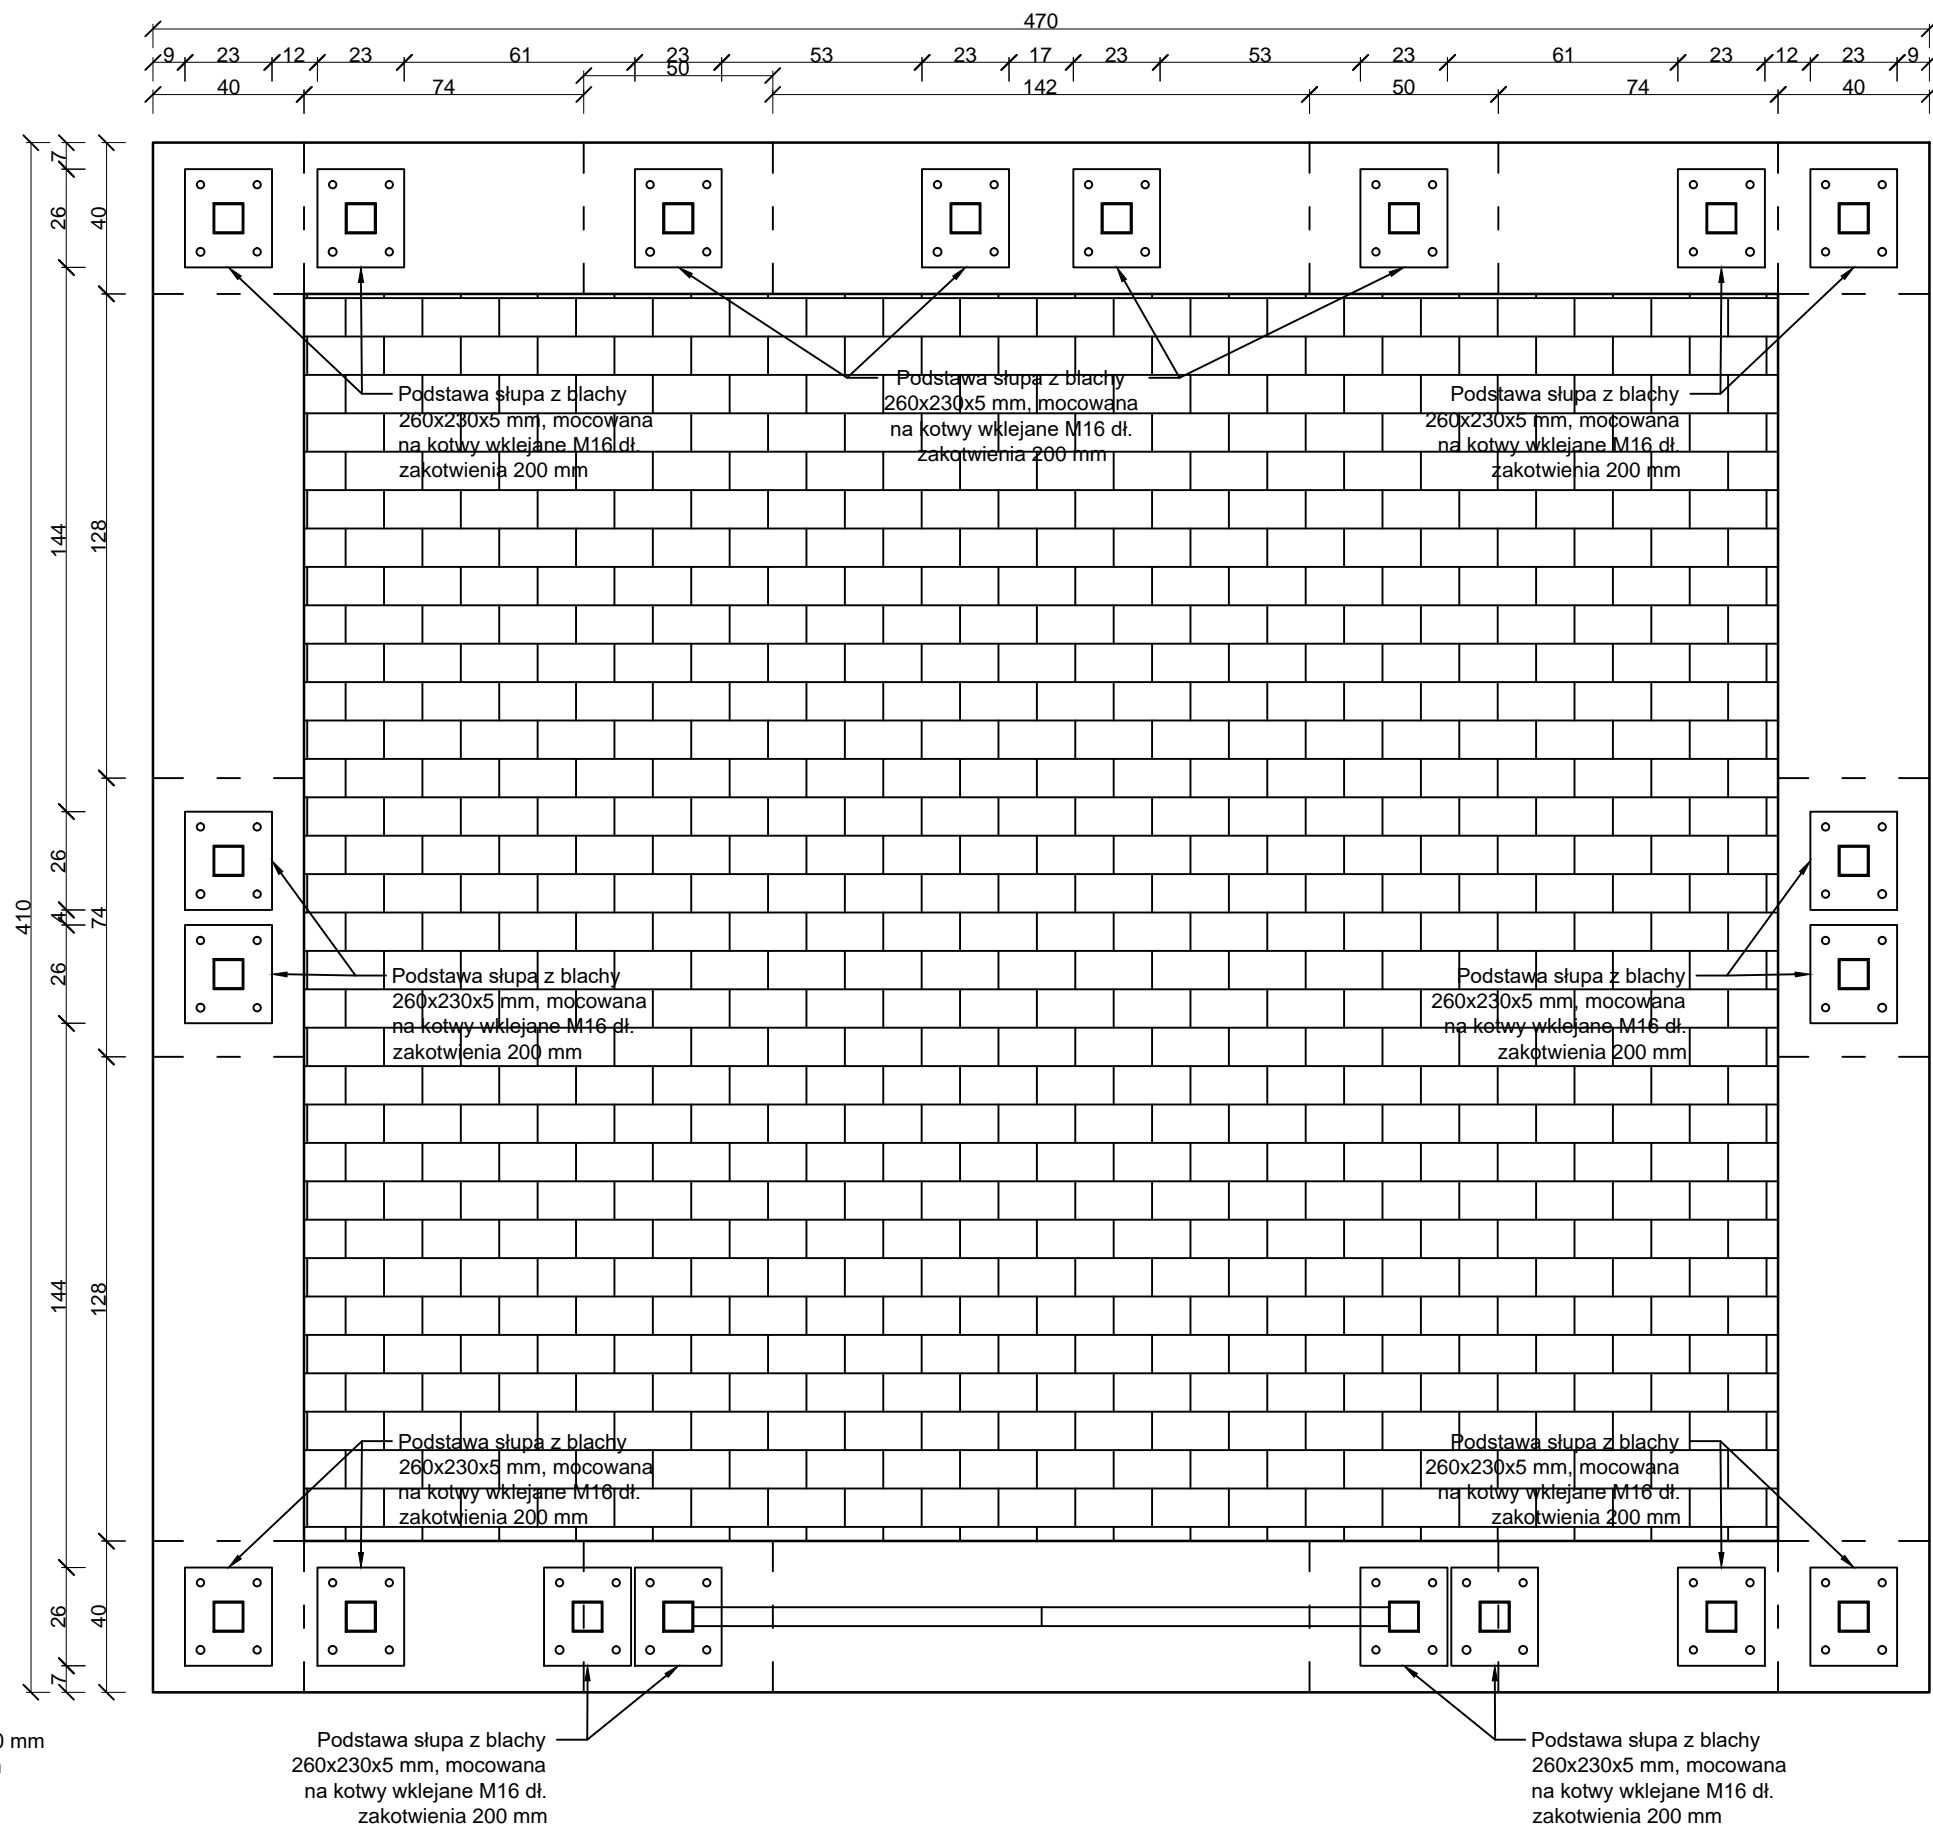 470
9 23 12 23 61 23 53 23 17 23 53 23 61 23 12 23 9
50
40 74 142 50 74 40
7
26
40
144
128
26
4
26
74
410
144
128
26
40
7
Podstawa słupa z blachy
260x230x5 mm, mocowana
na kotwy wklejane M16 dł.
zakotwienia 200 mm
Podstawa słupa z blachy
260x230x5 mm, mocowana
na kotwy wklejane M16 dł.
zakotwienia 200 mm
Podstawa słupa z blachy
260x230x5 mm, mocowana
na kotwy wklejane M16 dł.
zakotwienia 200 mm
Podstawa słupa z blachy
260x230x5 mm, mocowana
na kotwy wklejane M16 dł.
zakotwienia 200 mm
Podstawa słupa z blachy
260x230x5 mm, mocowana
na kotwy wklejane M16 dł.
zakotwienia 200 mm
Podstawa słupa z blachy
260x230x5 mm, mocowana
na kotwy wklejane M16 dł.
zakotwienia 200 mm
Podstawa słupa z blachy
260x230x5 mm, mocowana
na kotwy wklejane M16 dł.
zakotwienia 200 mm
mm
Podstawa słupa z blachy
260x230x5 mm, mocowana
na kotwy wklejane M16 dł.
zakotwienia 200 mm
Podstawa słupa z blachy
260x230x5 mm, mocowana
na kotwy wklejane M16 dł.
zakotwienia 200 mm